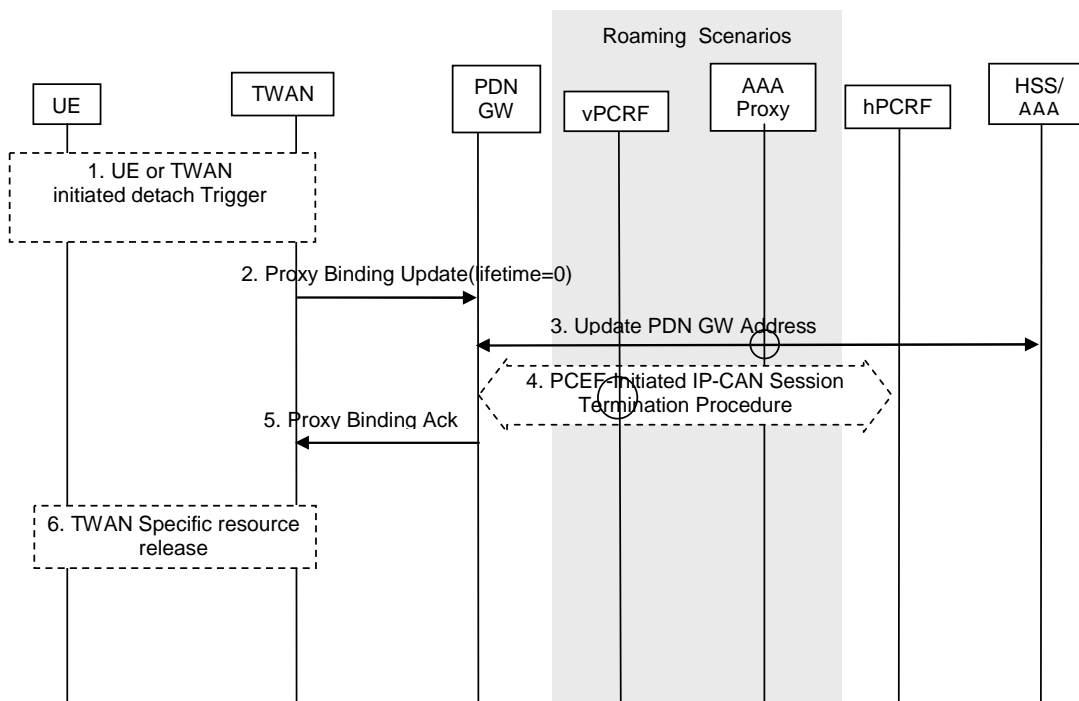 Roaming Scenarios
UE
TWAN
PDN
GW
vPCRF
AAA
Proxy
hPCRF
HSS/
AAA
1. UE or TWAN
initiated detach Trigger
2. Proxy Binding Update(lifetime=0)
3. Update PDN GW Address
4. PCEF-Initiated IP-CAN Session
Termination Procedure
5. Proxy Binding Ack
6. TWAN Specific resource
release